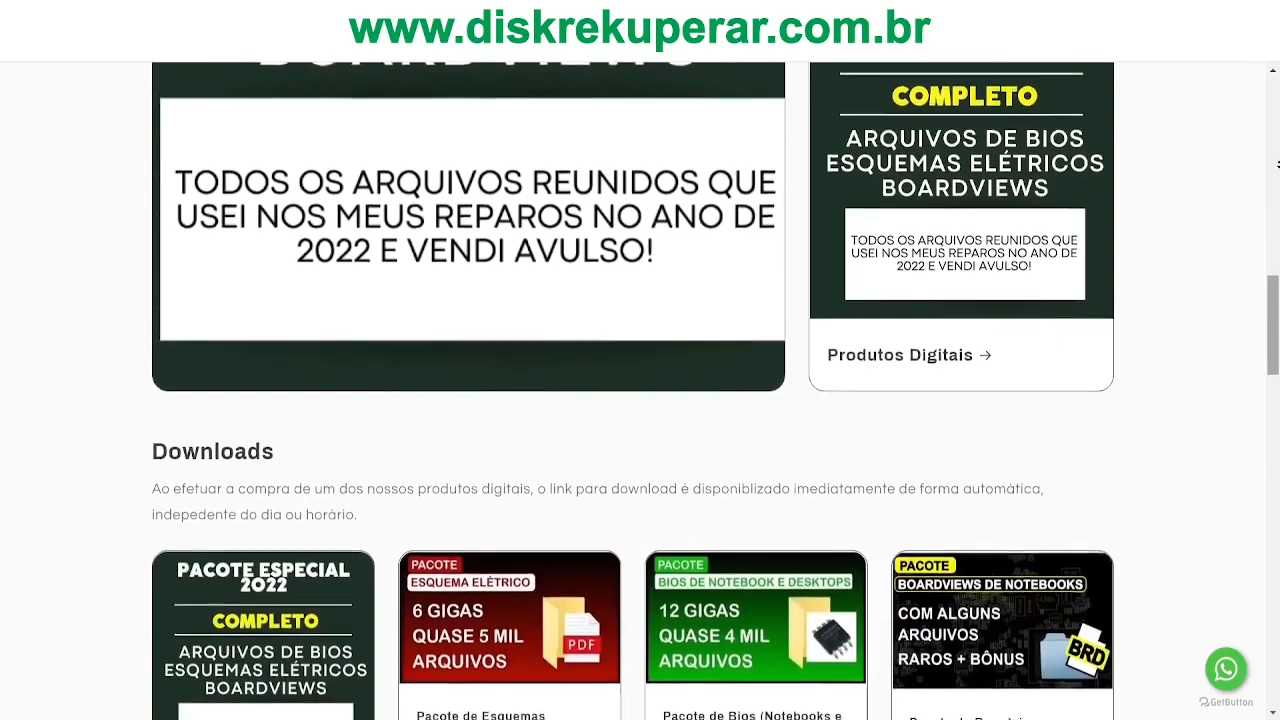 www.diskrekuperar.com.br
BOARD VIEWS
TODOS OS ARQUIVOS REUNIDOS QUE
USEI NOS MEUS REPAROS NO ANO DE
2022 E VENDI AVULSO!
COMPLETO
ARQUIVOS DE BIOS
ESQUEMAS ELÉTRICOS
BOARDVIEWS
TODOS OS ARQUIVOS REUNIDOS QUE
USEI NOS MEUS REPAROS NO ANO DE
2022 E VENDI AVULSO!
Produtos Digitais →
Downloads
Ao efetuar a compra de um dos nossos produtos digitais, o link para download é disponiblizado imediatamente de forma automática,
indepedente do dia ou horário.
PACOTE ESPECIAL
2022
COMPLETO
ARQUIVOS DE BIOS
ESQUEMAS ELÉTRICOS
BOARDVIEWS
PACOTE
ESQUEMA ELÉTRICO
6 GIGAS
QUASE 5 MIL
ARQUIVOS
PDF
Pacote de Esquemas
PACOTE
BIOS DE NOTEBOOK E DESKTOPS
12 GIGAS
QUASE 4 MIL
ARQUIVOS
Pacote de Bios (Notebooks e
PACOTE
BOARDVIEWS DE NOTEBOOKS
COM ALGUNS
ARQUIVOS
RAROS + BÔNUS
BRD
GetButton